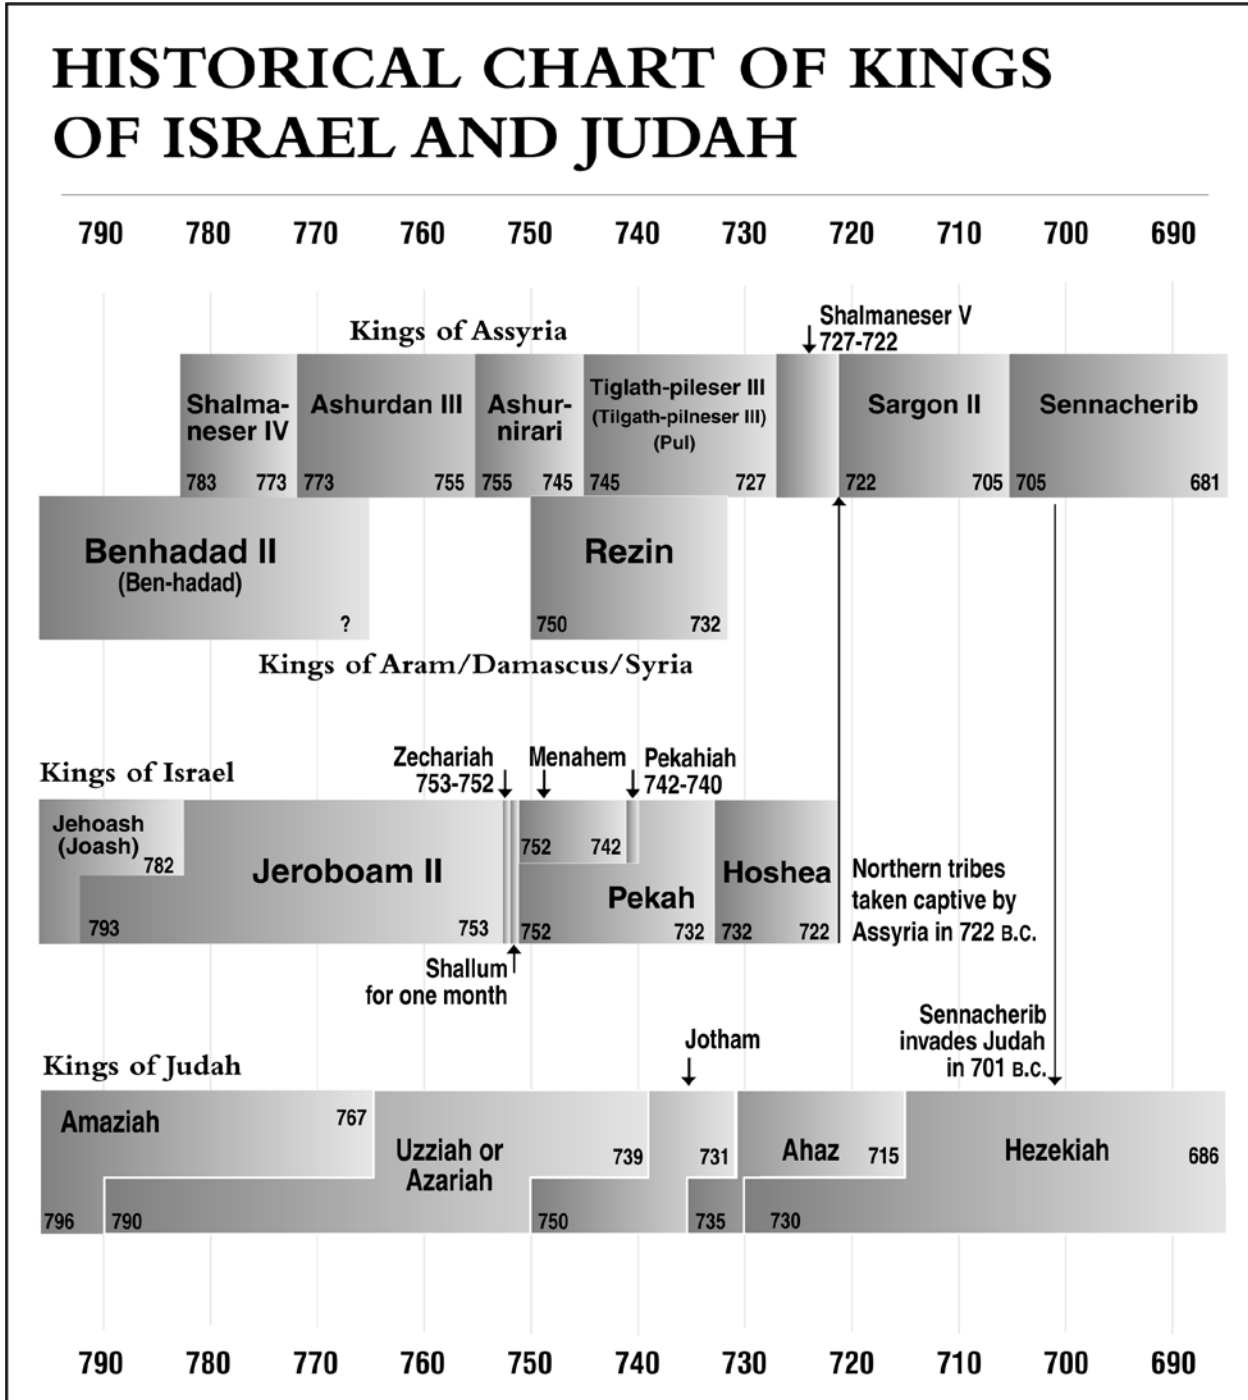 HISTORICAL CHART OF KINGS
OF ISRAEL AND JUDAH
790 780 770 760 750 740 730 720 710 700 690
Kings of Assyria
Shalmaneser V
727-722
Shalma-
neser IV
783 773
Ashurdan III
773 755
Ashur-
nirari
755 745
Tiglath-pileser III
(Tilgath-pilneser III)
(Pul)
745 727
Sargon II
722 705
Sennacherib
705 681
Benhadad II
(Ben-hadad)
?
Rezin
750 732
Kings of Aram/Damascus/Syria
Kings of Israel
Zechariah
753-752
Menahem
Pekahiah
742-740
Jehoash
(Joash)
782
Jeroboam II
793 753
752 742
Pekah
752 732
Hoshea
732 722
Northern tribes
taken captive by
Assyria in 722 B.C.
Shallum
for one month
Sennacherib
invades Judah
in 701 B.C.
Kings of Judah
Jotham
Amaziah
767
796
Uzziah or
Azariah
739
790
731
750
Ahaz
715
735
Hezekiah
686
730
790 780 770 760 750 740 730 720 710 700 690